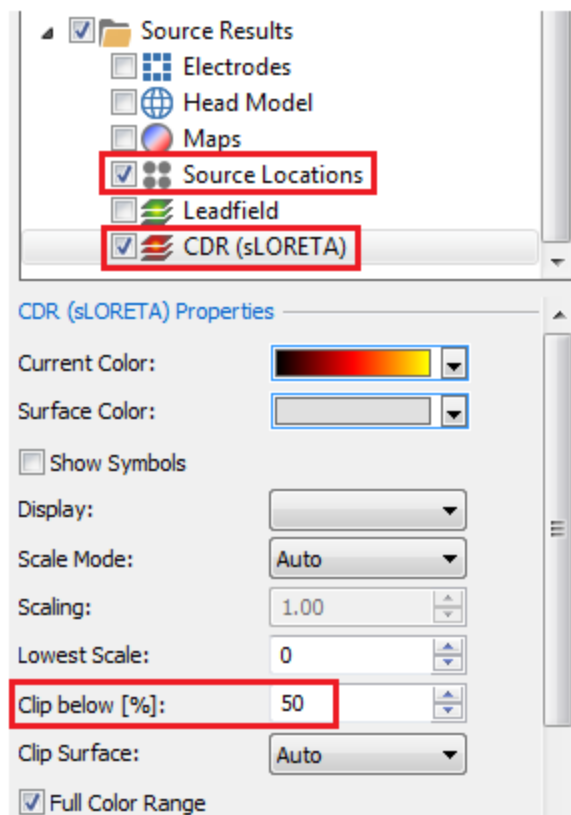 Source Results
Electrodes
Head Model
Maps
Source Locations
Leadfield
CDR (sLORETA)
CDR (sLORETA) Properties
Current Color:
Surface Color:
Show Symbols
Display:
Scale Mode: Auto
Scaling: 1.00
Lowest Scale: 0
Clip below [%]: 50
Clip Surface: Auto
Full Color Range